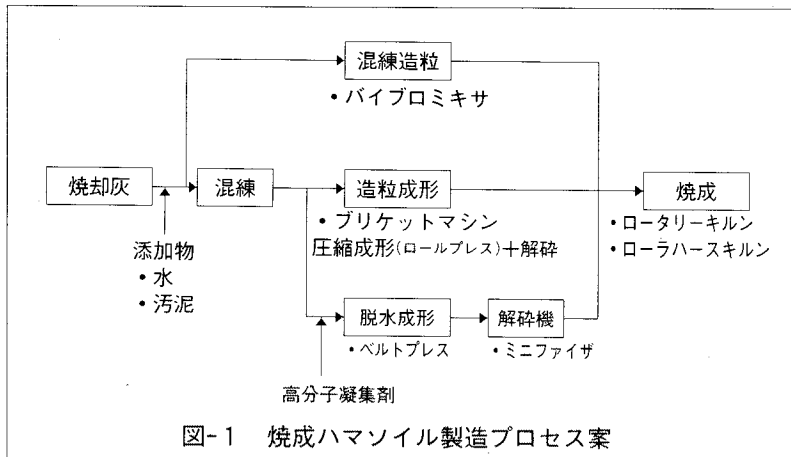 混練造粒
・バイブロミキサ
焼却灰
混練
造粒成形
焼成
・ブリケットマシン
圧縮成形(ロールプレス)+解砕
・ロータリーキルン
・ローラハースキルン
添加物
・水
・汚泥
脱水成形
解砕機
・ベルトプレス
・ミニファイザ
高分子凝集剤
図-1 焼成ハマソイル製造プロセス案